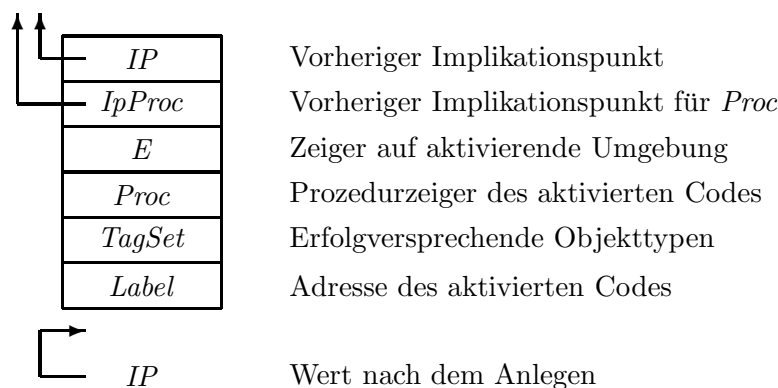 IP Vorheriger Implikationspunkt
IpProc Vorheriger Implikationspunkt für Proc
E Zeiger auf aktivierende Umgebung
Proc Prozedurzeiger des aktivierten Codes
TagSet Erfolgversprechende Objekttypen
Label Adresse des aktivierten Codes
IP Wert nach dem Anlegen